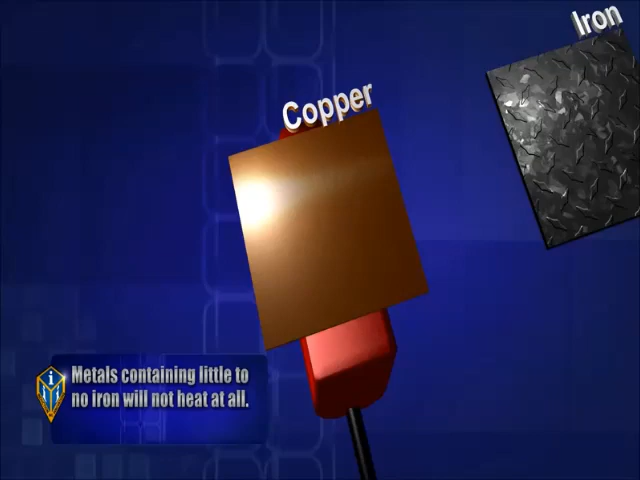 Iron
Copper
Metals containing little to
no iron will not heat at all.